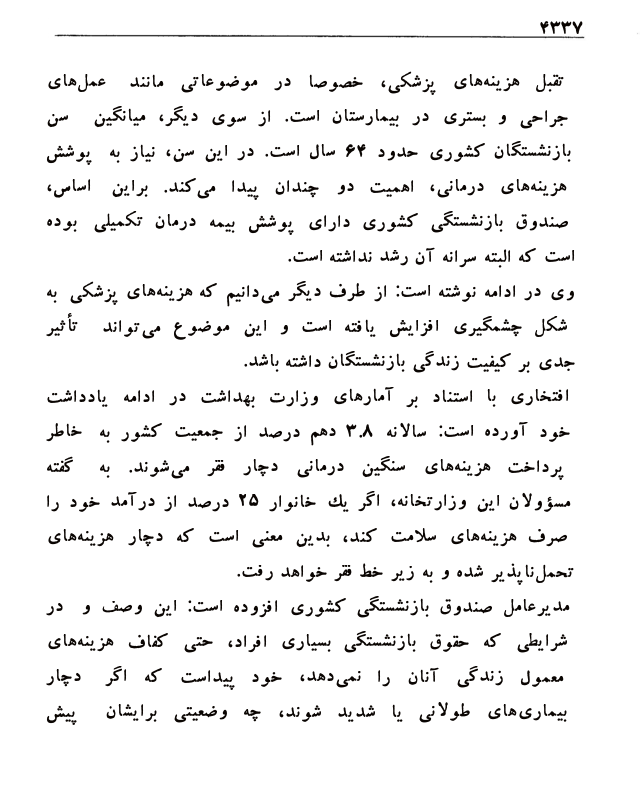 ۴۳۳۷
تقبل هزینه‌های پزشکی، خصوصا در موضوعاتی مانند عمل‌های
جراحی و بستری در بیمارستان است. از سوی دیگر، میانگین سن
بازنشستگان کشوری حدود ۶۴ سال است. در این سن، نیاز به پوشش
هزینه‌های درمانی، اهمیت دو چندان پیدا می‌کند. براین اساس،
صندوق بازنشستگی کشوری دارای پوشش بیمه درمان تکمیلی بوده
است که البته سرانه آن رشد نداشته است.
وی در ادامه نوشته است: از طرف دیگر می‌دانیم که هزینه‌های پزشکی به
شکل چشمگیری افزایش یافته است و این موضوع می‌تواند تأثیر
جدی بر کیفیت زندگی بازنشستگان داشته باشد.
افتخاری با استناد بر آمارهای وزارت بهداشت در ادامه یادداشت
خود آورده است: سالانه ۳.۸ دهم درصد از جمعیت کشور به خاطر
پرداخت هزینه‌های سنگین درمانی دچار فقر می‌شوند. به گفته
مسؤولان این وزارتخانه، اگر یك خانوار ۲۵ درصد از درآمد خود را
صرف هزینه‌های سلامت کند، بدین معنی است که دچار هزینه‌های
تحمل‌ناپذیر شده و به زیر خط فقر خواهد رفت.
مدیرعامل صندوق بازنشستگی کشوری افزوده است: این وصف و در
شرایطی که حقوق بازنشستگی بسیاری افراد، حتی کفاف هزینه‌های
معمول زندگی آنان را نمی‌دهد، خود پیداست که اگر دچار
بیماری‌های طولانی یا شدید شوند، چه وضعیتی برایشان پیش